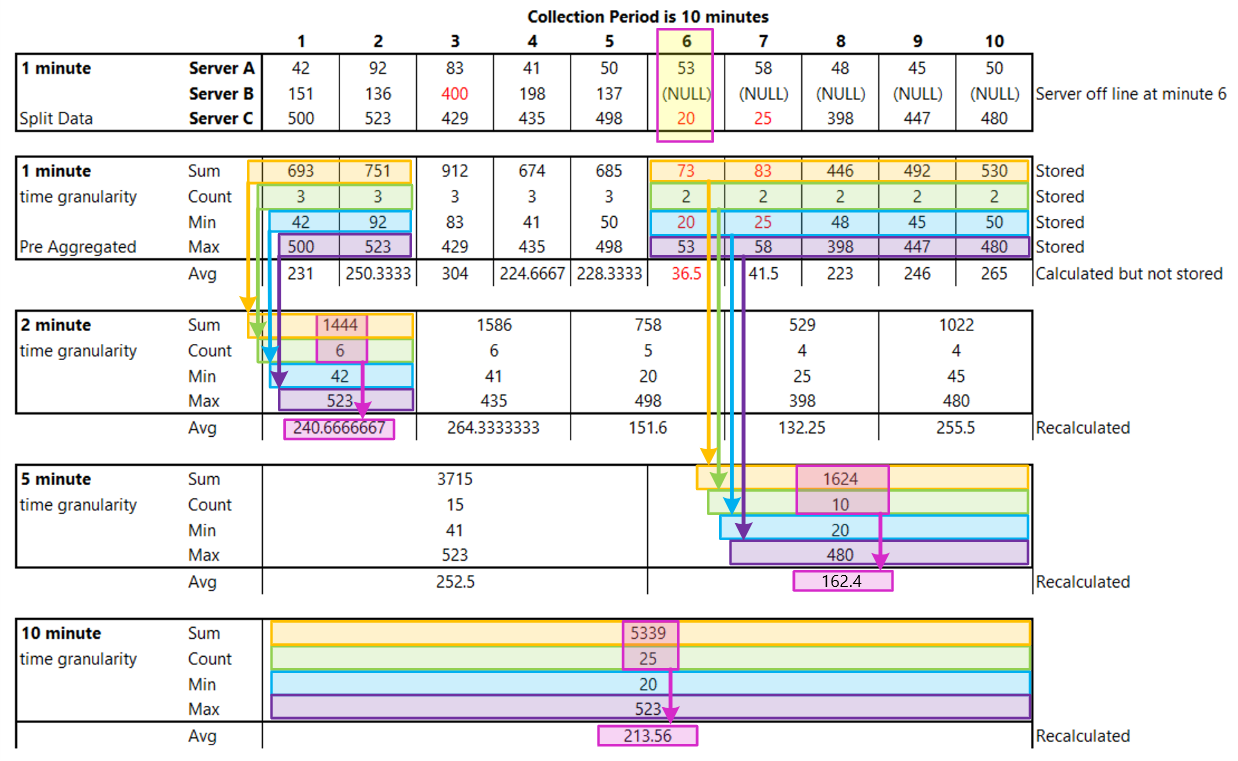 Collection Period is 10 minutes
1 2 3 4 5 6 7 8 9 10
1 minute Server A 42 92 83 41 50 53 58 48 45 50
Server B 151 136 400 198 137 (NULL) (NULL) (NULL) (NULL) (NULL) Server off line at minute 6
Split Data Server C 500 523 429 435 498 20 25 398 447 480
1 minute Sum 693 751 912 674 685 73 83 446 492 530 Stored
time granularity Count 3 3 3 3 3 2 2 2 2 2 Stored
Min 42 92 83 41 50 20 25 48 45 50 Stored
Pre Aggregated Max 500 523 429 435 498 53 58 398 447 480 Stored
Avg 231 250.3333 304 224.6667 228.3333 36.5 41.5 223 246 265 Calculated but not stored
2 minute Sum 1444 1586 758 529 1022
time granularity Count 6 6 5 4 4
Min 42 41 20 25 45
Max 523 435 498 398 480
Avg 240.6666667 264.3333333 151.6 132.25 255.5 Recalculated
5 minute Sum 3715 1624
time granularity Count 15 10
Min 41 20
Max 523 480
Avg 252.5 162.4 Recalculated
10 minute Sum 5339
time granularity Count 25
Min 20
Max 523
Avg 213.56 Recalculated